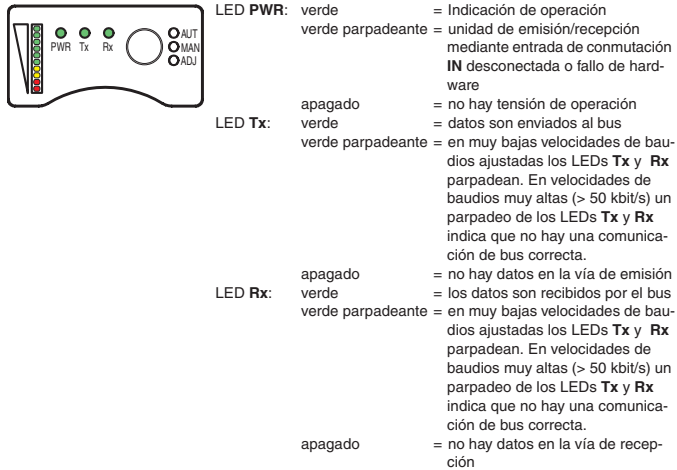 PWR Tx Rx
AUT
MAN
ADJ
LED PWR: verde = Indicación de operación
verde parpadeante = unidad de emisión/recepción
mediante entrada de conmutación
IN desconectada o fallo de hard-
ware
apagado = no hay tensión de operación
LED Tx: verde = datos son enviados al bus
verde parpadeante = en muy bajas velocidades de bau-
dios ajustadas los LEDs Tx y Rx
parpadean. En velocidades de
baudios muy altas (> 50 kbit/s) un
parpadeo de los LEDs Tx y Rx
indica que no hay una comunica-
ción de bus correcta.
apagado = no hay datos en la vía de emisión
LED Rx: verde = los datos son recibidos por el bus
verde parpadeante = en muy bajas velocidades de bau-
dios ajustadas los LEDs Tx y Rx
parpadean. En velocidades de
baudios muy altas (> 50 kbit/s) un
parpadeo de los LEDs Tx y Rx
indica que no hay una comunica-
ción de bus correcta.
apagado = no hay datos en la vía de recep-
ción